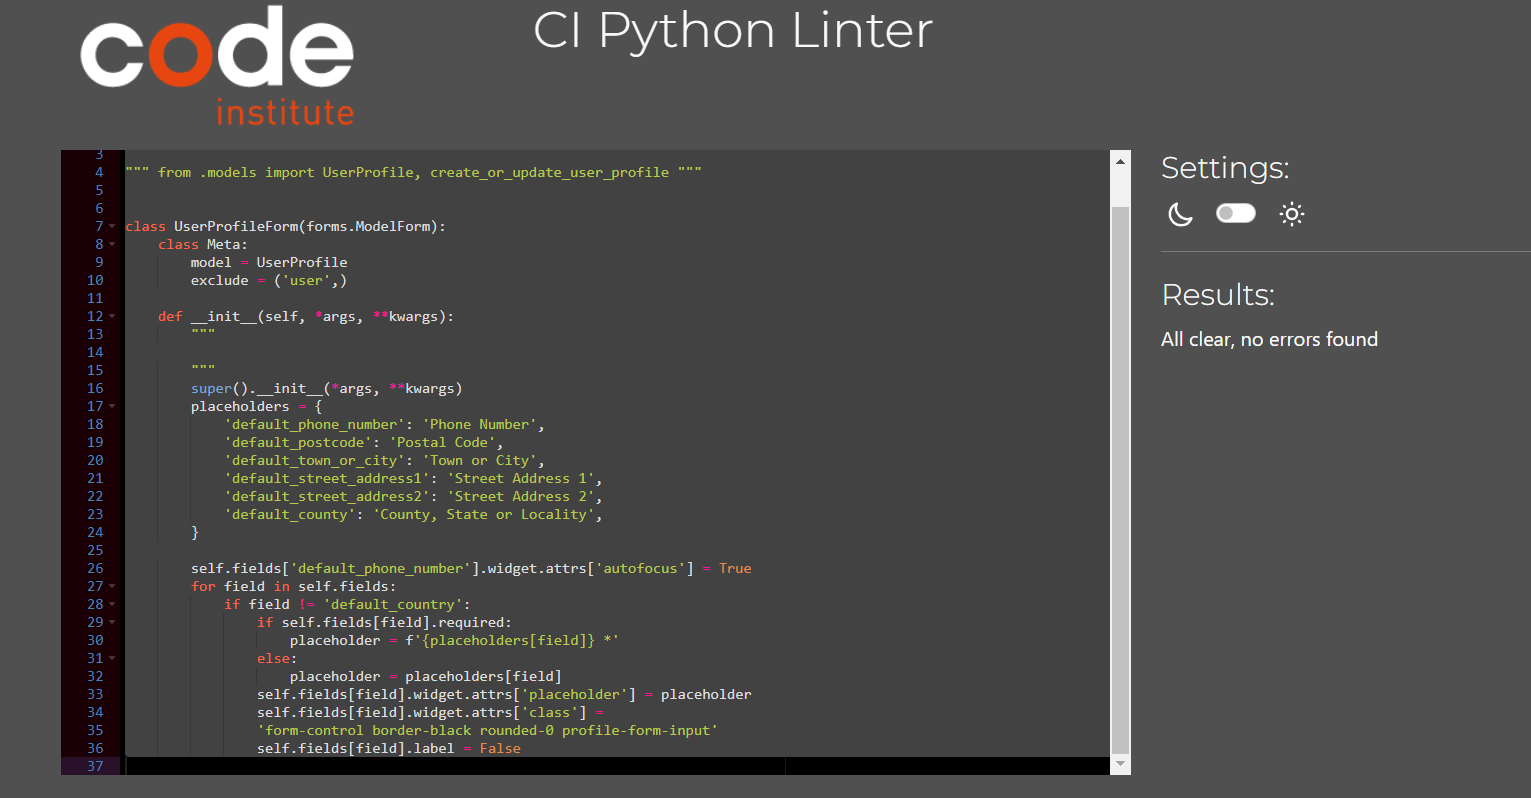 code
institute
CI Python Linter
3
4 """ from .models import UserProfile, create_or_update_user_profile """
5
6
7 class UserProfileForm(forms.ModelForm):
8     class Meta:
9         model = UserProfile
10         exclude = ('user',)
11
12     def __init__(self, *args, **kwargs):
13         """
14
15         """
16         super().__init__(*args, **kwargs)
17         placeholders = {
18             'default_phone_number': 'Phone Number',
19             'default_postcode': 'Postal Code',
20             'default_town_or_city': 'Town or City',
21             'default_street_address1': 'Street Address 1',
22             'default_street_address2': 'Street Address 2',
23             'default_county': 'County, State or Locality',
24         }
25
26         self.fields['default_phone_number'].widget.attrs['autofocus'] = True
27         for field in self.fields:
28             if field != 'default_country':
29                 if self.fields[field].required:
30                     placeholder = f'{placeholders[field]} *'
31                 else:
32                     placeholder = placeholders[field]
33                 self.fields[field].widget.attrs['placeholder'] = placeholder
34                 self.fields[field].widget.attrs['class'] =
35                 'form-control border-black rounded-0 profile-form-input'
36                 self.fields[field].label = False
37
Settings:
Results:
All clear, no errors found